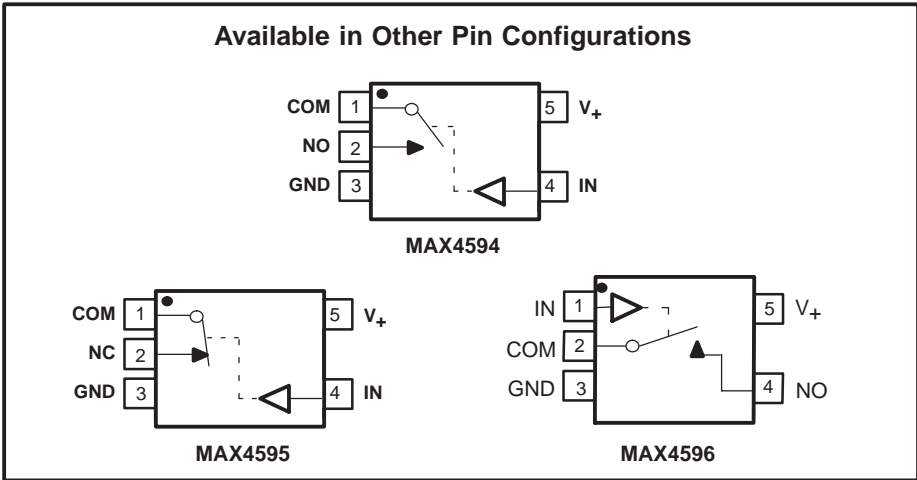 Available in Other Pin Configurations
COM 1 5 V+
NO 2
GND 3 4 IN
MAX4594
COM 1 5 V+
NC 2
GND 3 4 IN
MAX4595
IN 1 5 V+
COM 2
GND 3 4 NO
MAX4596